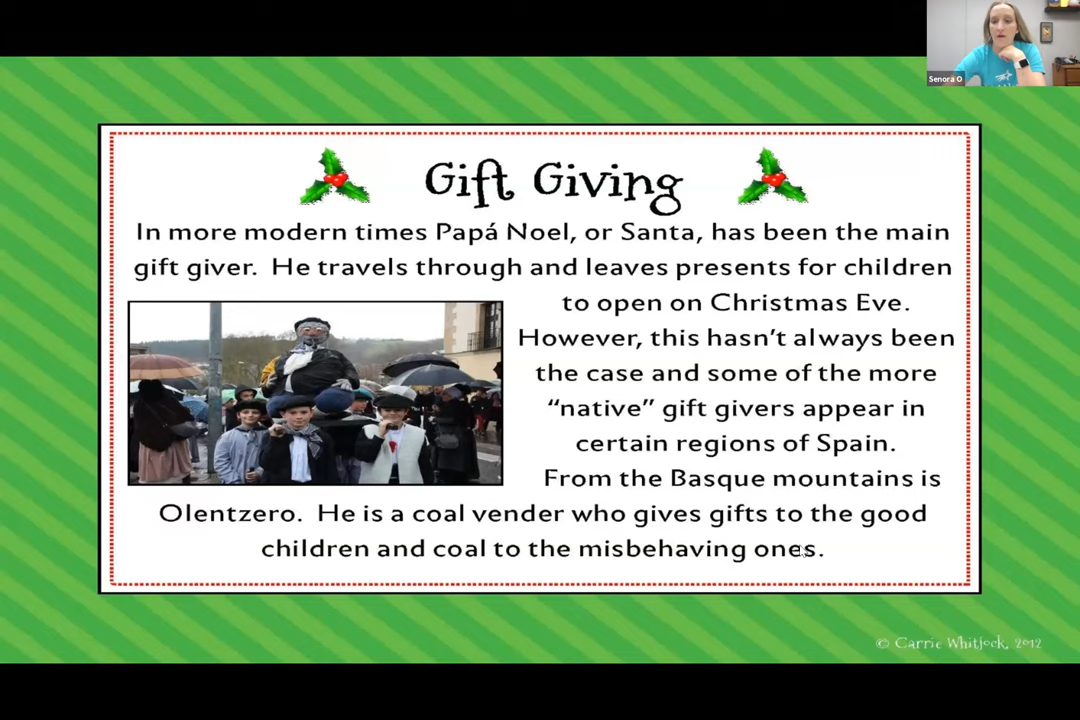 Senora O
Gift Giving
In more modern times Papá Noel, or Santa, has been the main
gift giver.  He travels through and leaves presents for children
to open on Christmas Eve.
However, this hasn't always been
the case and some of the more
“native” gift givers appear in
certain regions of Spain.
From the Basque mountains is
Olentzero.  He is a coal vender who gives gifts to the good
children and coal to the misbehaving ones.
© Carrie Whitlock, 2012